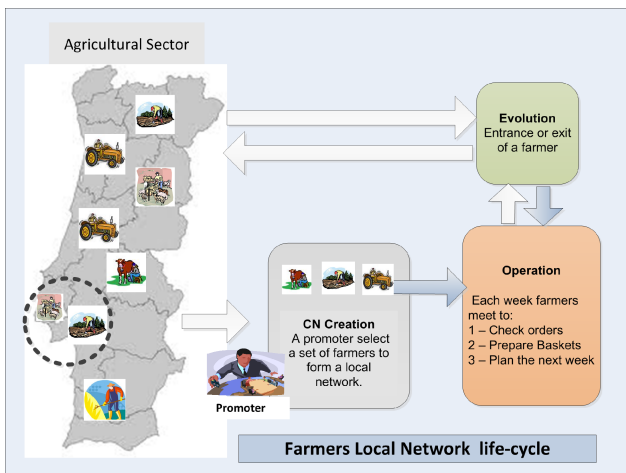 Agricultural Sector
Evolution
Entrance or exit
of a farmer
Operation
Each week farmers
meet to:
1 – Check orders
2 – Prepare Baskets
3 – Plan the next week
CN Creation
A promoter select
a set of farmers to
form a local
network.
Promoter
Farmers Local Network life-cycle